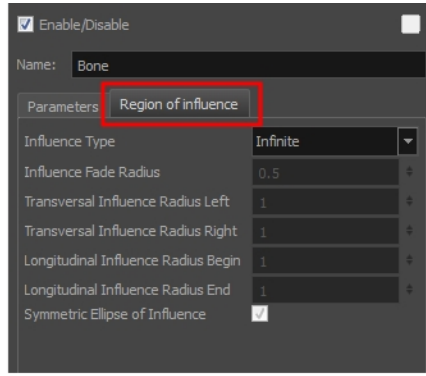 Enable/Disable
Name: Bone
Parameters Region of influence
Influence Type Infinite
Influence Fade Radius 0.5
Transversal Influence Radius Left 1
Transversal Influence Radius Right 1
Longitudinal Influence Radius Begin 1
Longitudinal Influence Radius End 1
Symmetric Ellipse of Influence